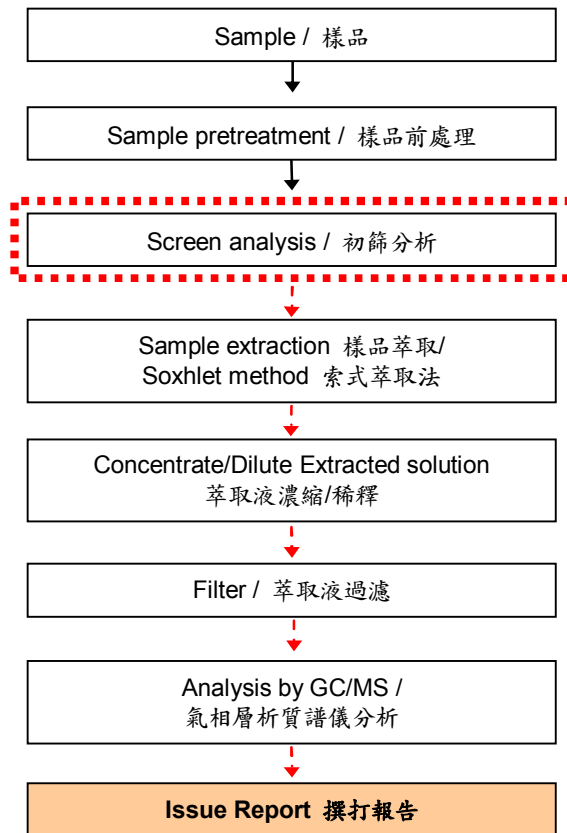 Sample / 樣品
Sample pretreatment / 樣品前處理
Screen analysis / 初篩分析
Sample extraction 樣品萃取/
Soxhlet method 索式萃取法
Concentrate/Dilute Extracted solution
萃取液濃縮/稀釋
Filter / 萃取液過濾
Analysis by GC/MS /
氣相層析質譜儀分析
Issue Report 撰打報告